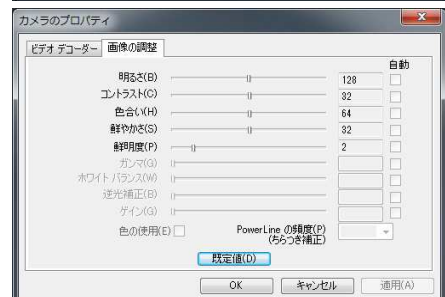 カメラのプロパティ
ビデオ デコーダー 画像の調整
自動
明るさ(B) 128
コントラスト(C) 32
色合い(H) 64
鮮やかさ(S) 32
鮮明度(P) 2
ガンマ(G)
ホワイト バランス(W)
逆光補正(B)
ゲイン(G)
色の使用(E) PowerLine の頻度(P)
(ちらつき補正)
既定値(D)
OK キャンセル 適用(A)